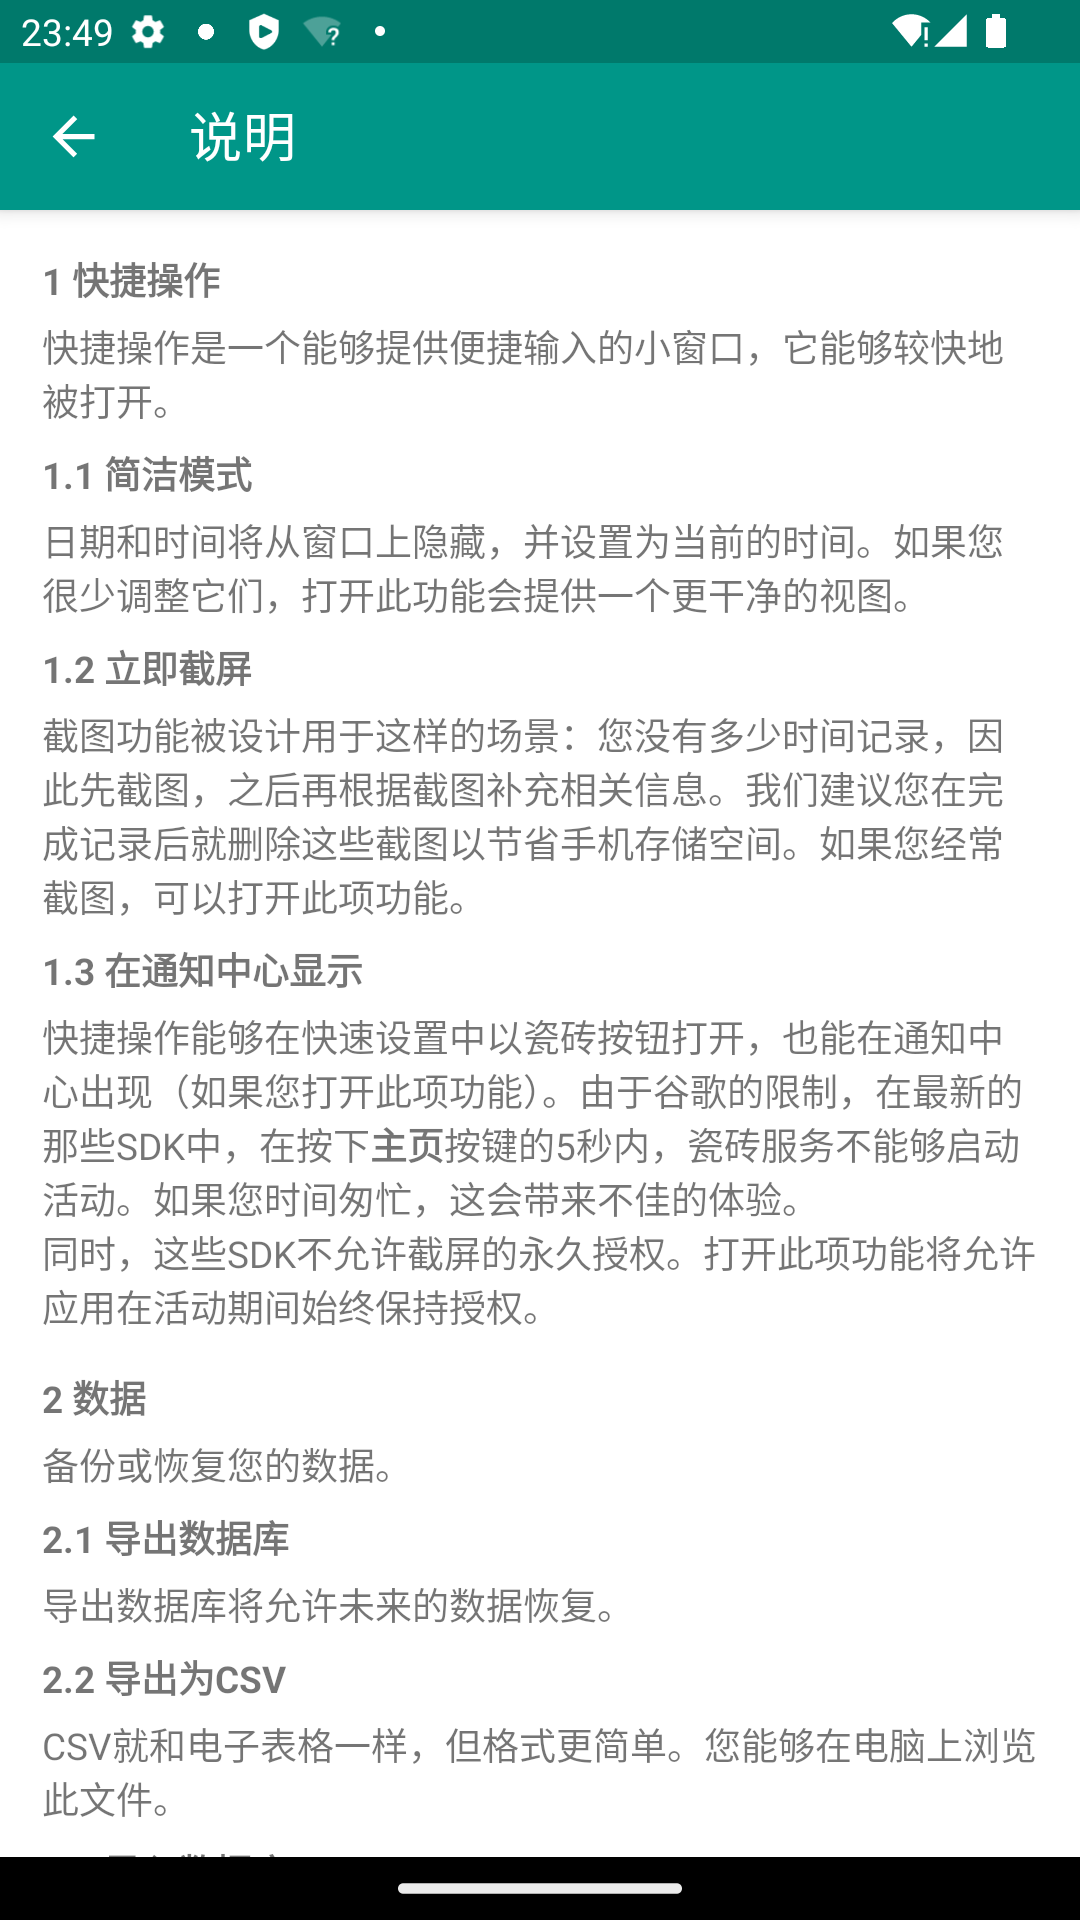 23:49
说明
1 快捷操作
快捷操作是一个能够提供便捷输入的小窗口，它能够较快地
被打开。
1.1 简洁模式
日期和时间将从窗口上隐藏，并设置为当前的时间。如果您
很少调整它们，打开此功能会提供一个更干净的视图。
1.2 立即截屏
截图功能被设计用于这样的场景：您没有多少时间记录，因
此先截图，之后再根据截图补充相关信息。我们建议您在完
成记录后就删除这些截图以节省手机存储空间。如果您经常
截图，可以打开此项功能。
1.3 在通知中心显示
快捷操作能够在快速设置中以瓷砖按钮打开，也能在通知中
心出现（如果您打开此项功能）。由于谷歌的限制，在最新的
那些SDK中，在按下主页按键的5秒内，瓷砖服务不能够启动
活动。如果您时间匆忙，这会带来不佳的体验。
同时，这些SDK不允许截屏的永久授权。打开此项功能将允许
应用在活动期间始终保持授权。
2 数据
备份或恢复您的数据。
2.1 导出数据库
导出数据库将允许未来的数据恢复。
2.2 导出为CSV
CSV就和电子表格一样，但格式更简单。您能够在电脑上浏览
此文件。